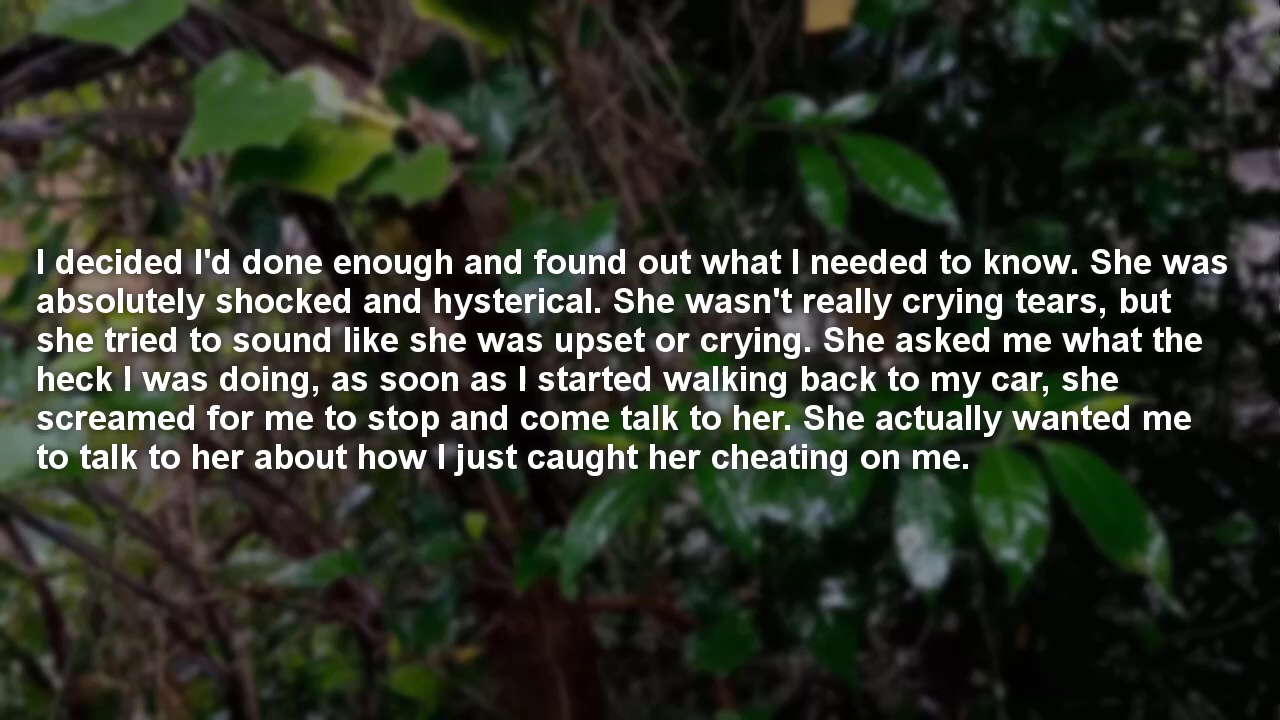 I decided I'd done enough and found out what I needed to know. She was
absolutely shocked and hysterical. She wasn't really crying tears, but
she tried to sound like she was upset or crying. She asked me what the
heck I was doing, as soon as I started walking back to my car, she
screamed for me to stop and come talk to her. She actually wanted me
to talk to her about how I just caught her cheating on me.